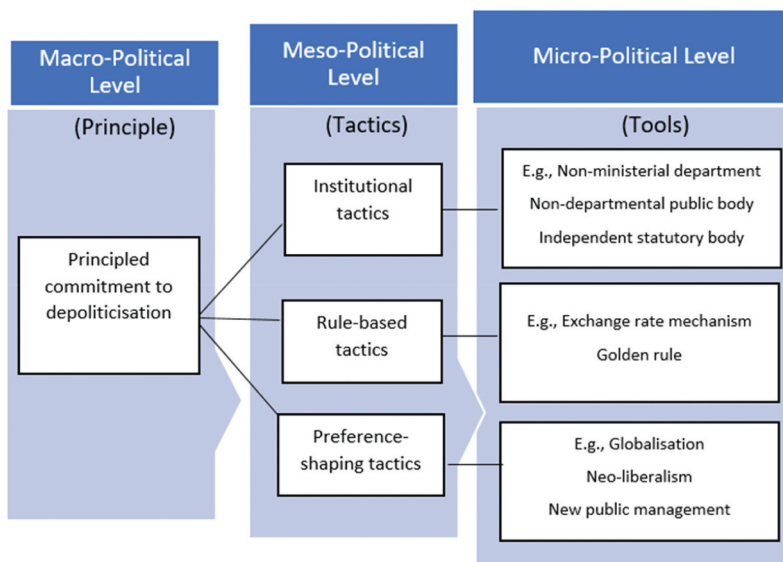 Macro-Political
Level
(Principle)
Principled
commitment to
depoliticisation
Meso-Political
Level
(Tactics)
Institutional
tactics
Rule-based
tactics
Preference-
shaping tactics
Micro-Political Level
(Tools)
E.g., Non-ministerial department
Non-departmental public body
Independent statutory body
E.g., Exchange rate mechanism
Golden rule
E.g., Globalisation
Neo-liberalism
New public management